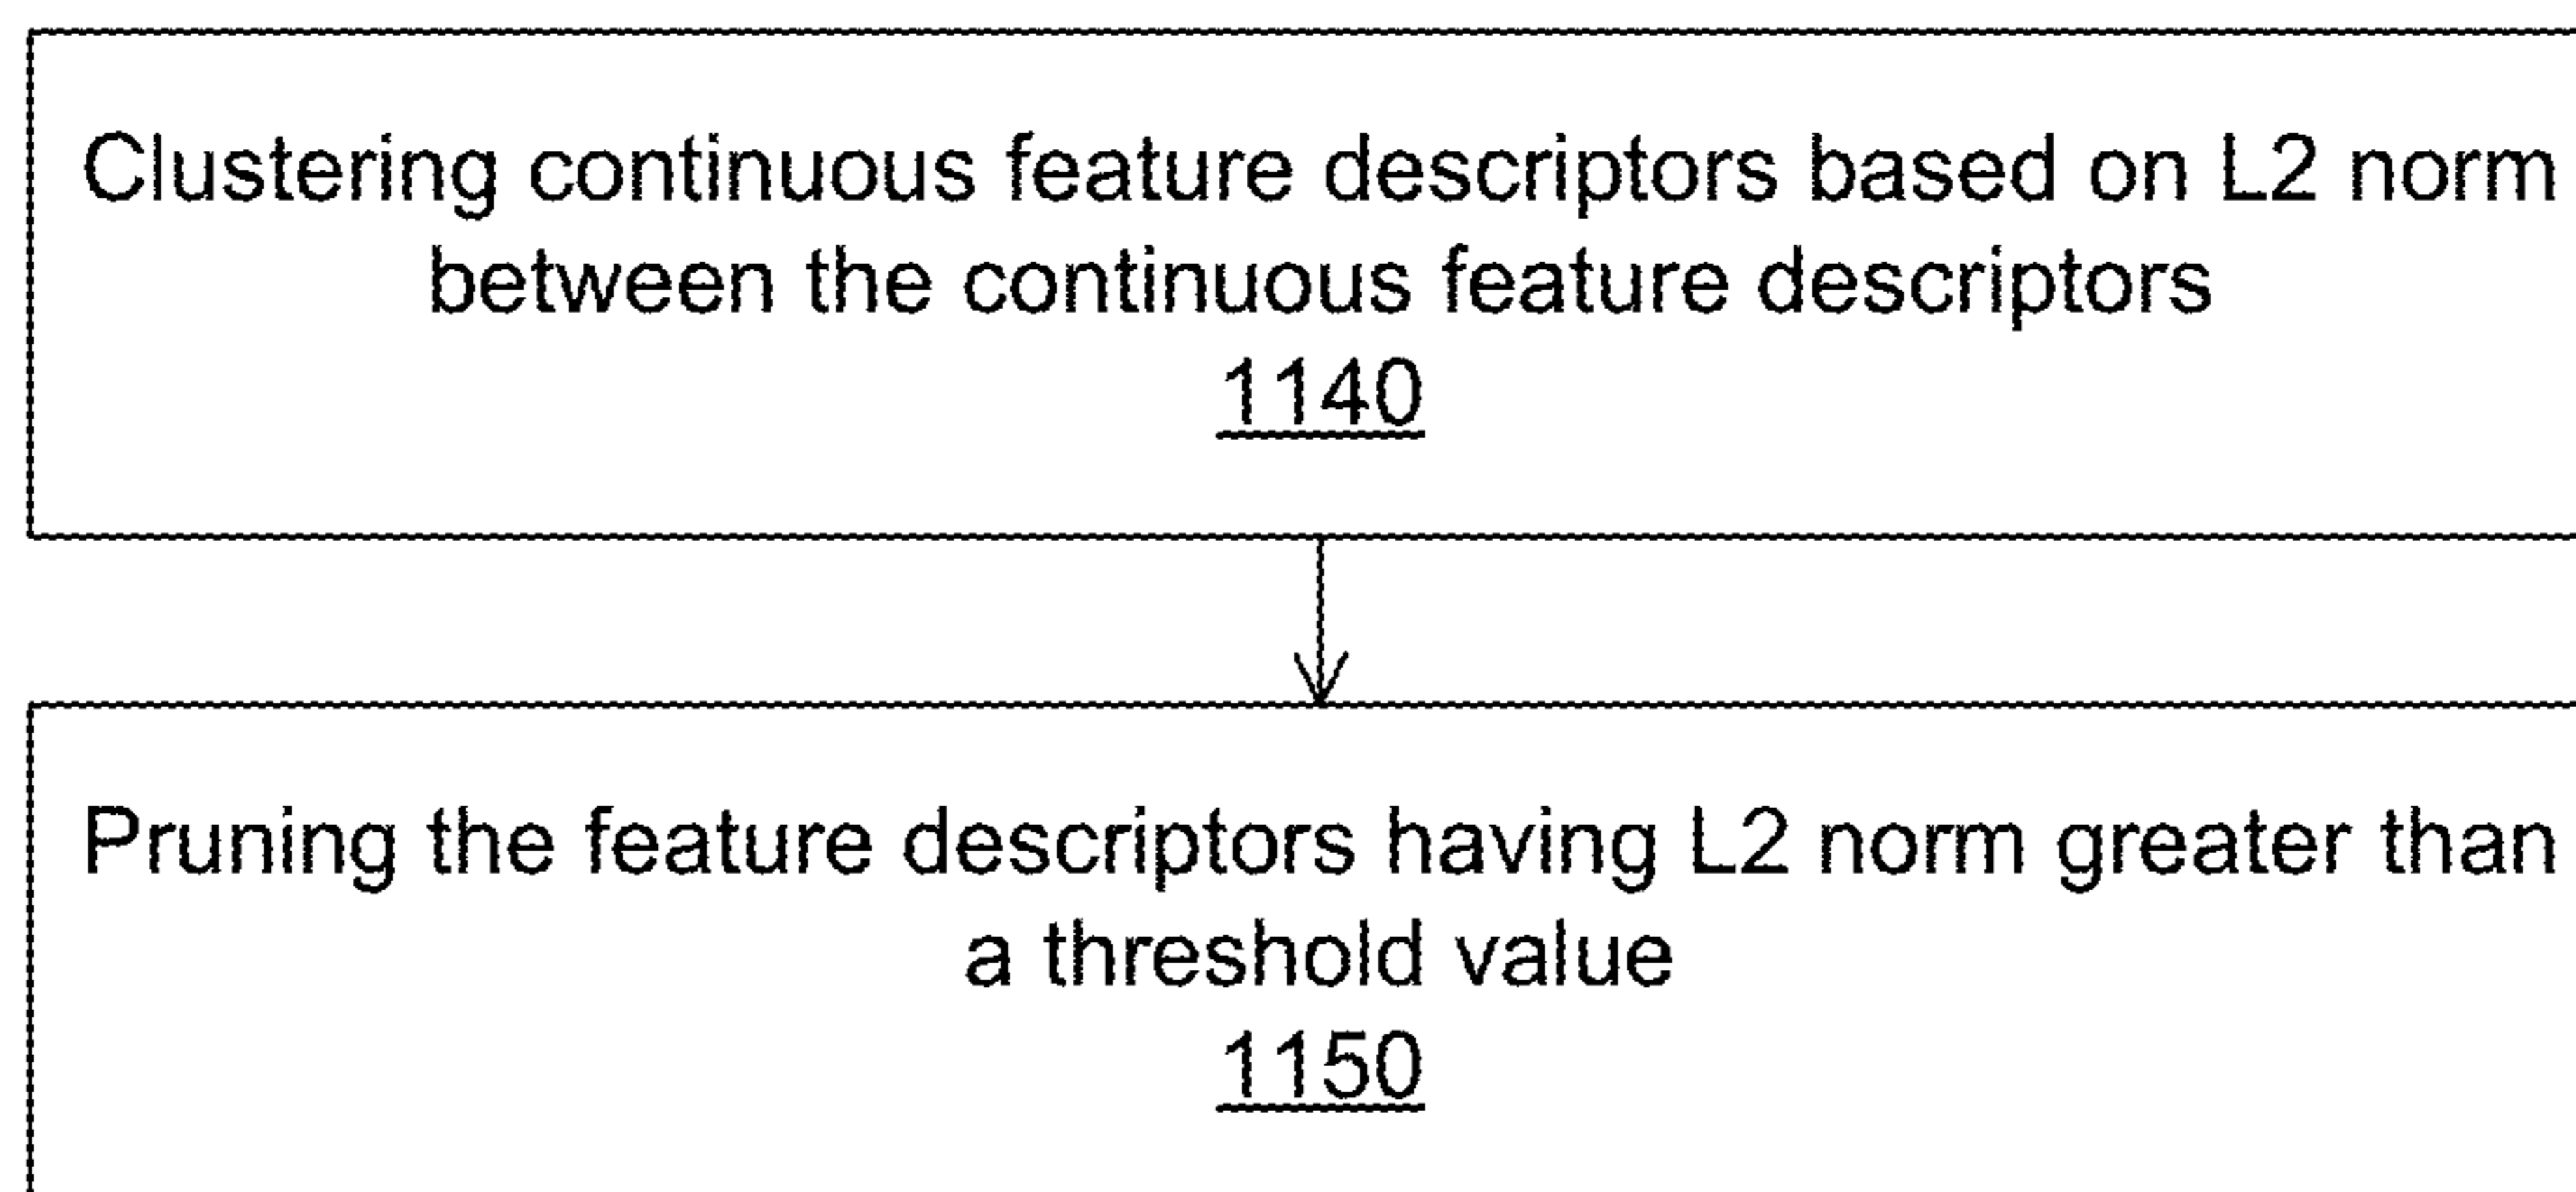 Clustering continuous feature descriptors based on L2 norm
between the continuous feature descriptors
1140
Pruning the feature descriptors having L2 norm greater than
a threshold value
1150